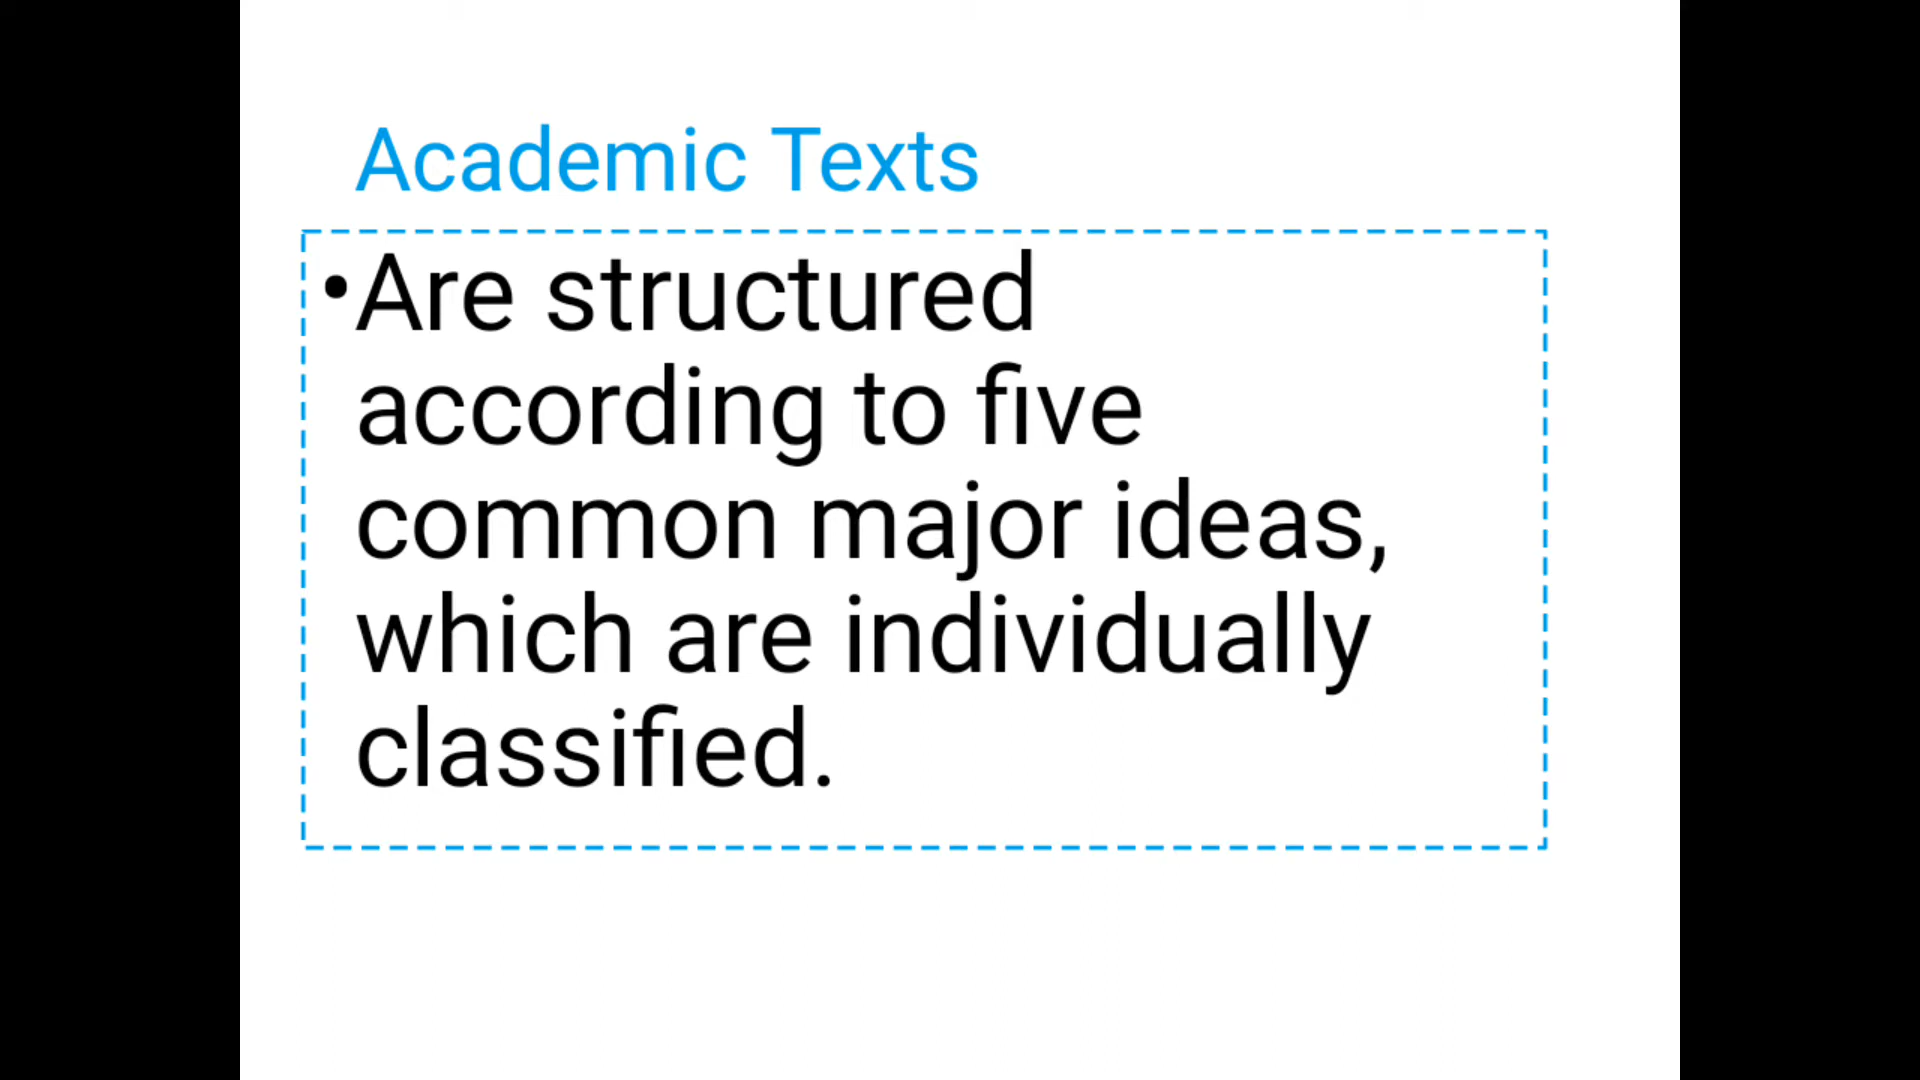 Academic Texts
•Are structured
according to five
common major ideas,
which are individually
classified.